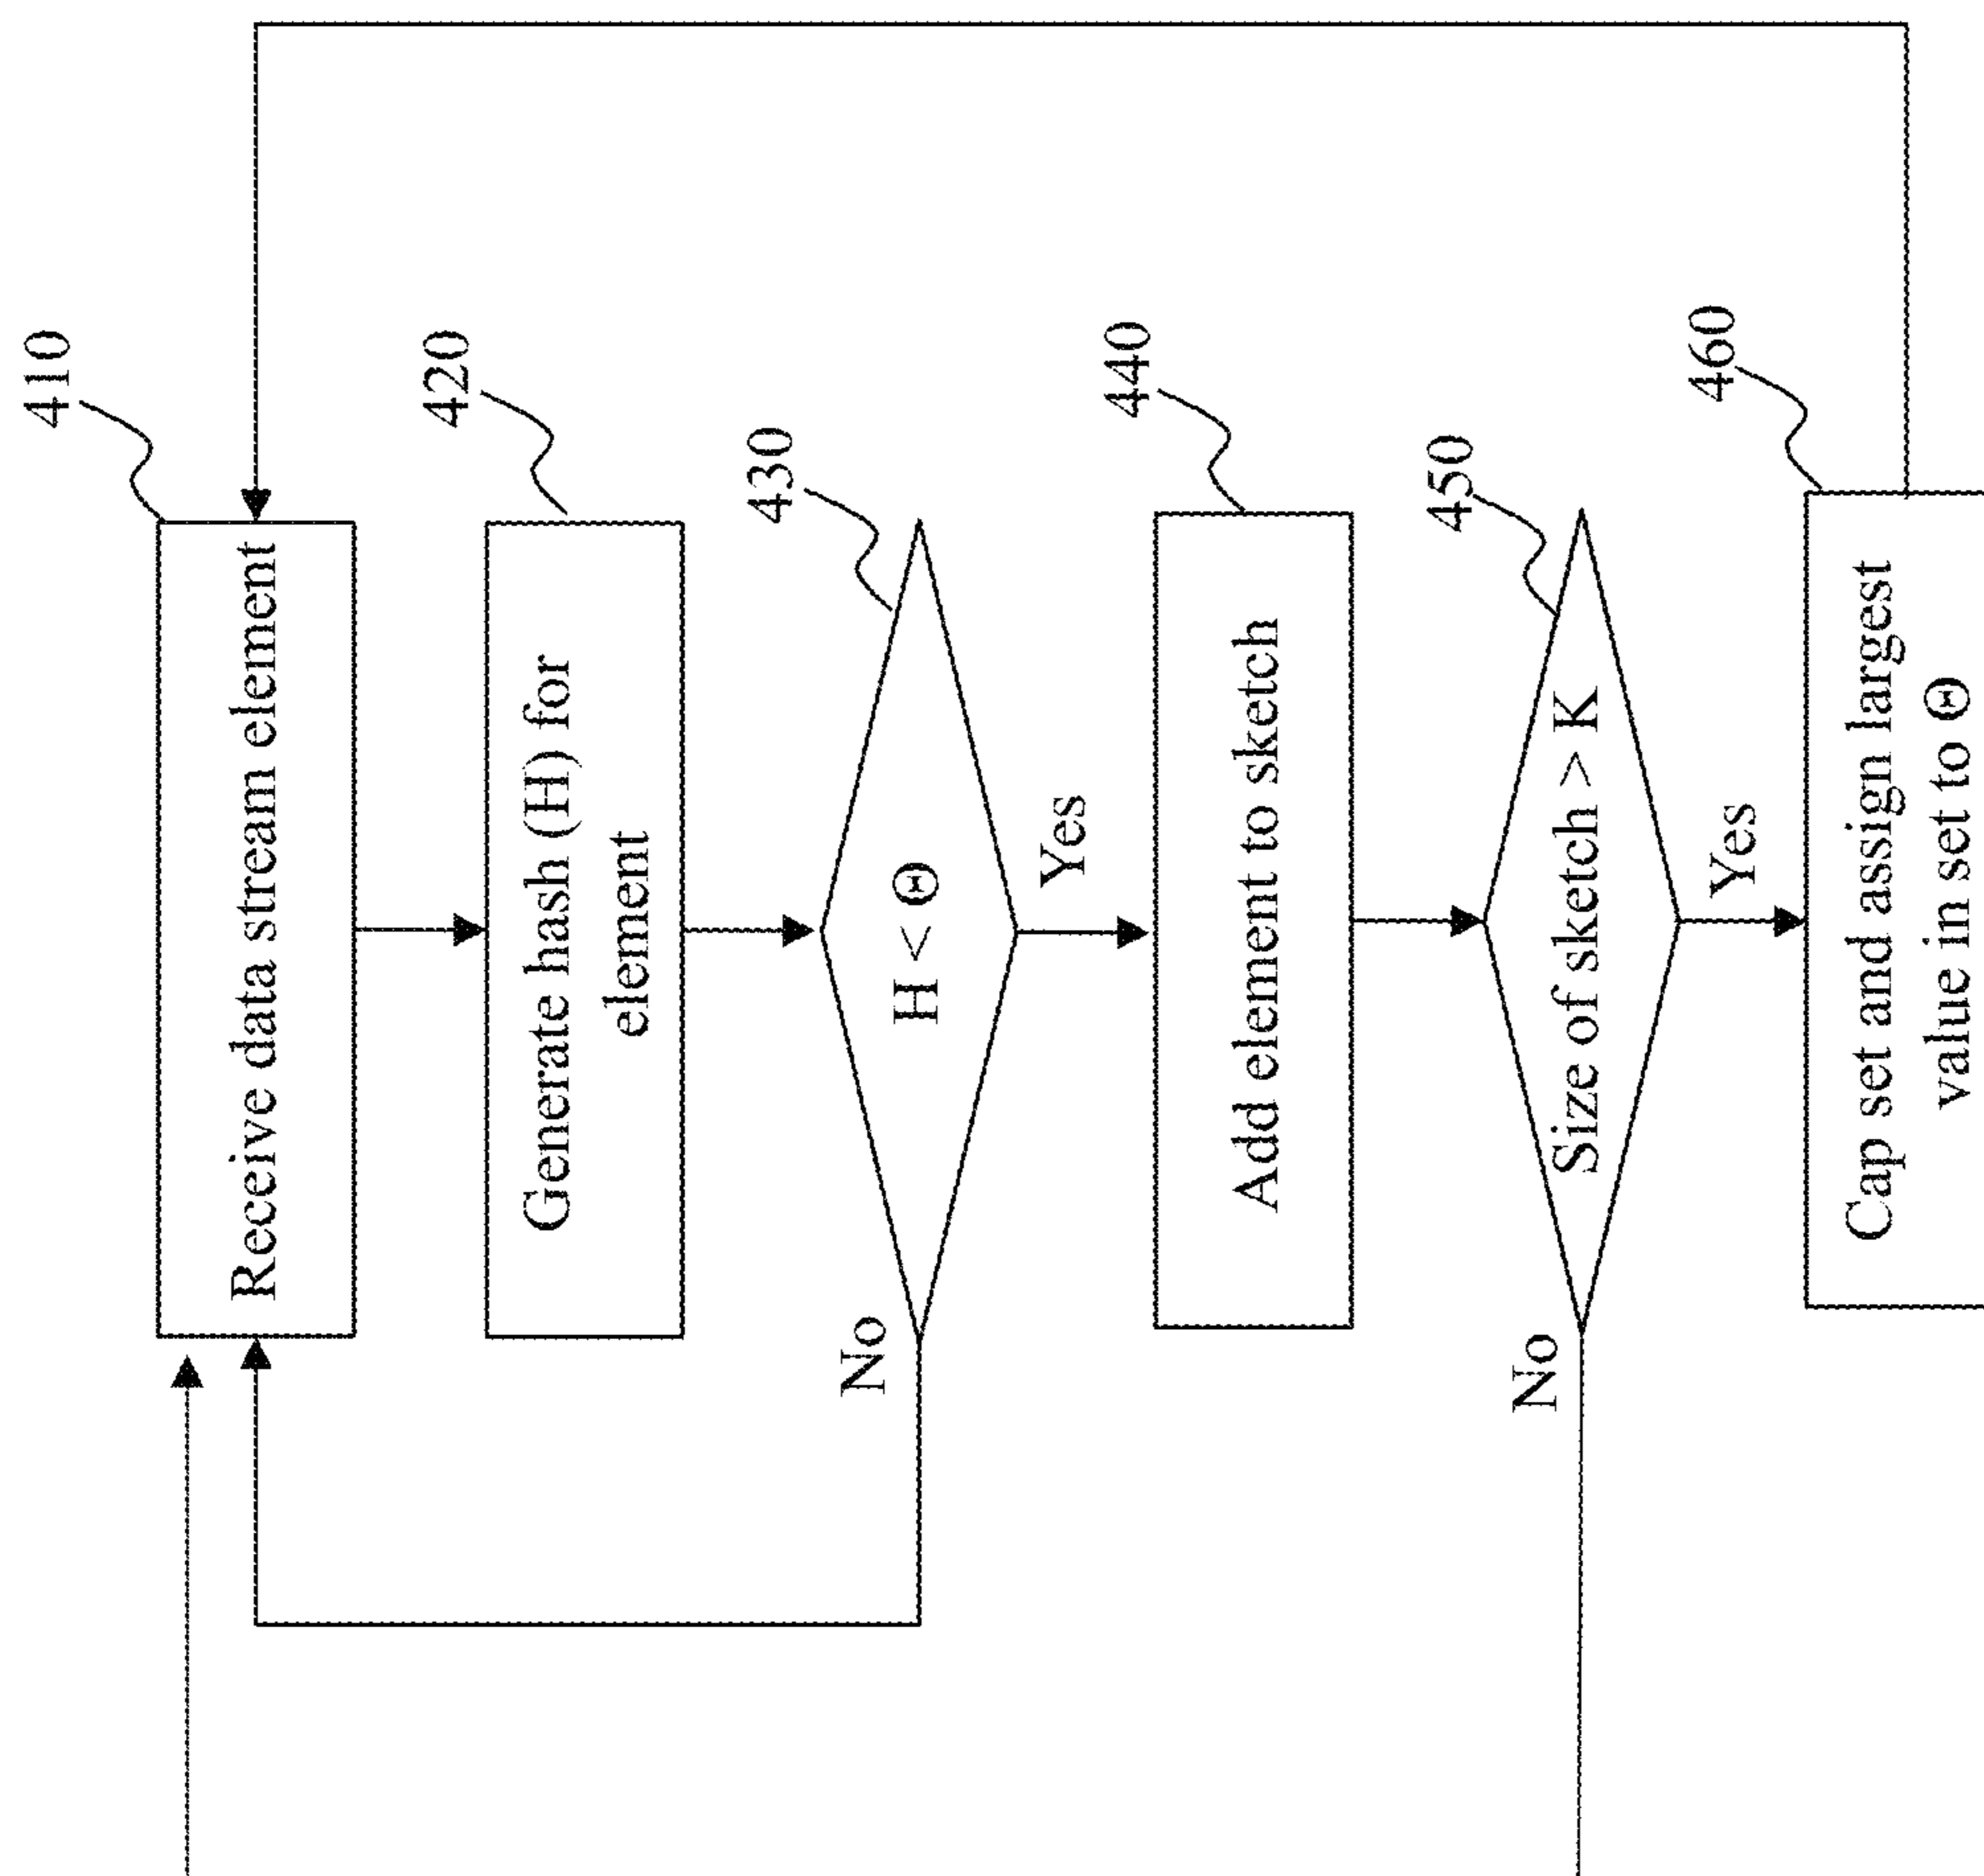 410
Receive data stream element
420
Generate hash (H) for
element
430
H < Θ
No
Yes
440
Add element to sketch
450
Size of sketch > K
No
Yes
460
Cap set and assign largest
value in set to Θ